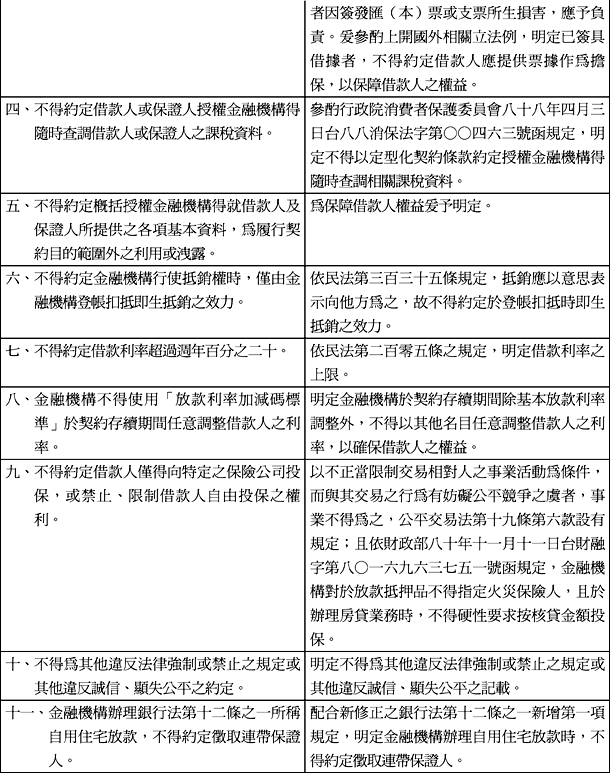 者因簽發匯（本）票或支票所生損害，應予負
責。爰參酌上開國外相關立法例，明定已簽具
借據者，不得約定借款人應提供票據作為擔
保，以保障借款人之權益。
四、不得約定借款人或保證人授權金融機構得
隨時查調借款人或保證人之課稅資料。
參酌行政院消費者保護委員會八十八年四月三
日台八八消保法字第○○四六三號函規定，明
定不得以定型化契約條款約定授權金融機構得
隨時查調相關課稅資料。
五、不得約定概括授權金融機構得就借款人及
保證人所提供之各項基本資料，為履行契
約目的範圍外之利用或洩露。
為保障借款人權益爰予明定。
六、不得約定金融機構行使抵銷權時，僅由金
融機構登帳扣抵即生抵銷之效力。
依民法第三百三十五條規定，抵銷應以意思表
示向他方為之，故不得約定於登帳扣抵時即生
抵銷之效力。
七、不得約定借款利率超過週年百分之二十。
依民法第二百零五條之規定，明定借款利率之
上限。
八、金融機構不得使用「放款利率加減碼標
準」於契約存續期間任意調整借款人之利
率。
明定金融機構於契約存續期間除基本放款利率
調整外，不得以其他名目任意調整借款人之利
率，以確保借款人之權益。
九、不得約定借款人僅得向特定之保險公司投
保，或禁止、限制借款人自由投保之權
利。
以不正當限制交易相對人之事業活動為條件，
而與其交易之行為有妨礙公平競爭之虞者，事
業不得為之，公平交易法第十九條第六款設有
規定；且依財政部八十年十一月十一日台財融
字第八○一六九六三七五一號函規定，金融機
構對於放款抵押品不得指定火災保險人，且於
辦理房貸業務時，不得硬性要求按核貸金額投
保。
十、不得為其他違反法律強制或禁止之規定或
其他違反誠信、顯失公平之約定。
明定不得為其他違反法律強制或禁止之規定或
其他違反誠信、顯失公平之記載。
十一、金融機構辦理銀行法第十二條之一所稱
自用住宅放款，不得約定徵取連帶保證
人。
配合新修正之銀行法第十二條之一新增第一項
規定，明定金融機構辦理自用住宅放款時，不
得約定徵取連帶保證人。